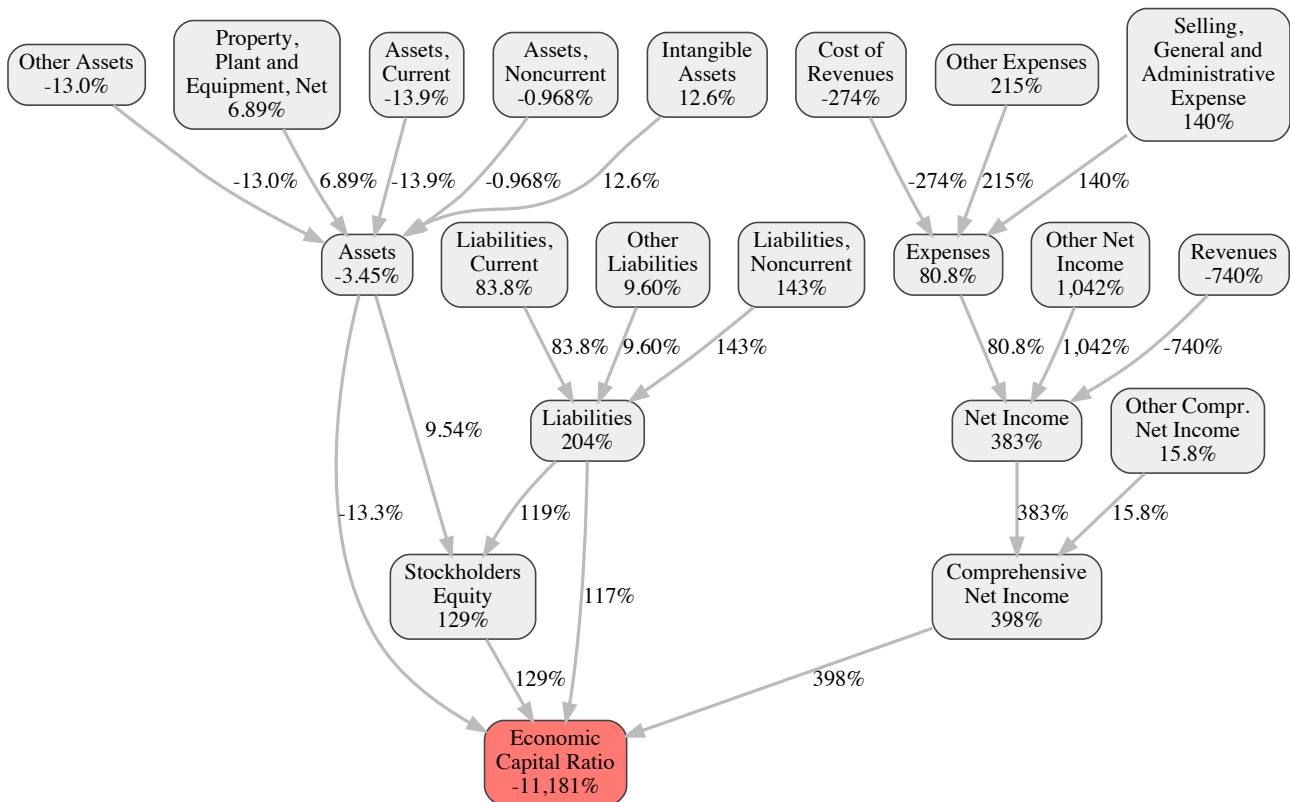 Other Assets
-13.0%
Property,
Plant and
Equipment, Net
6.89%
Assets,
Current
-13.9%
Assets,
Noncurrent
-0.968%
Intangible
Assets
12.6%
Cost of
Revenues
-274%
Other Expenses
215%
Selling,
General and
Administrative
Expense
140%
-13.0%
6.89%
-13.9%
-0.968%
12.6%
-274%
215%
140%
Assets
-3.45%
Liabilities,
Current
83.8%
Other
Liabilities
9.60%
Liabilities,
Noncurrent
143%
Expenses
80.8%
Other Net
Income
1,042%
Revenues
-740%
83.8%
9.60%
143%
80.8%
1,042%
-740%
9.54%
Liabilities
204%
Net Income
383%
Other Compr.
Net Income
15.8%
-13.3%
119%
383%
15.8%
Stockholders
Equity
129%
117%
Comprehensive
Net Income
398%
129%
398%
Economic
Capital Ratio
-11,181%